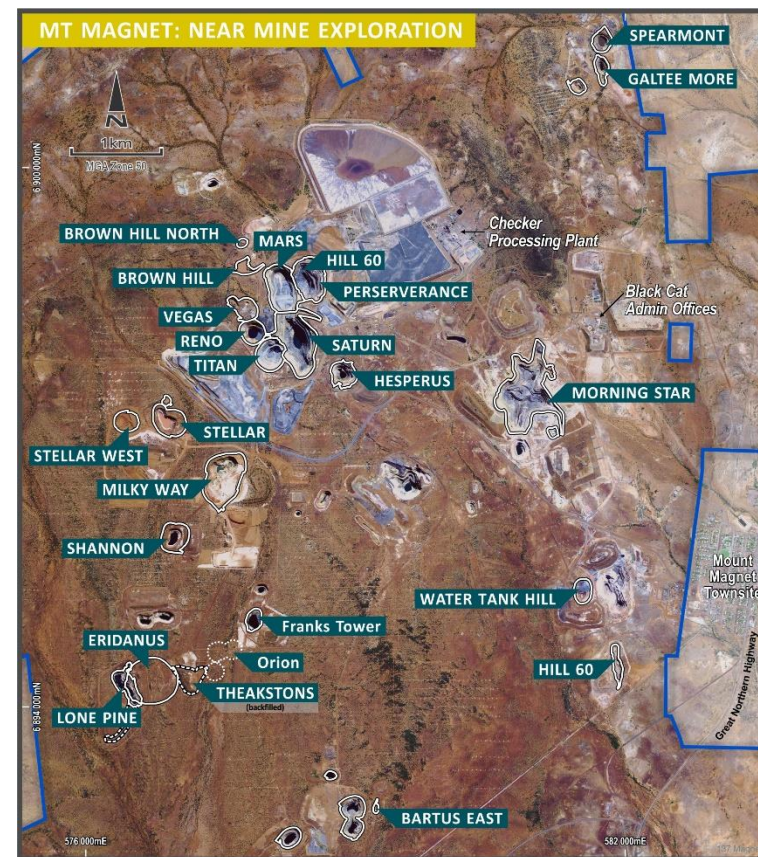 MT MAGNET: NEAR MINE EXPLORATION
SPEARMONT
GALTEE MORE
N
1km
MGA Zone 50
6,900,000mN
Checker
Processing Plant
BROWN HILL NORTH
MARS
HILL 60
BROWN HILL
PERSERVERANCE
Black Cat
Admin Offices
VEGAS
RENO
SATURN
TITAN
HESPERUS
MORNING STAR
STELLAR
STELLAR WEST
MILKY WAY
SHANNON
Mount
Magnet
Townsite
WATER TANK HILL
Franks Tower
ERIDANUS
Orion
HILL 60
THEAKSTONS
(backfilled)
LONE PINE
6,894,000mN
Great Northern Highway
BARTUS EAST
576,000mE
582,000mE